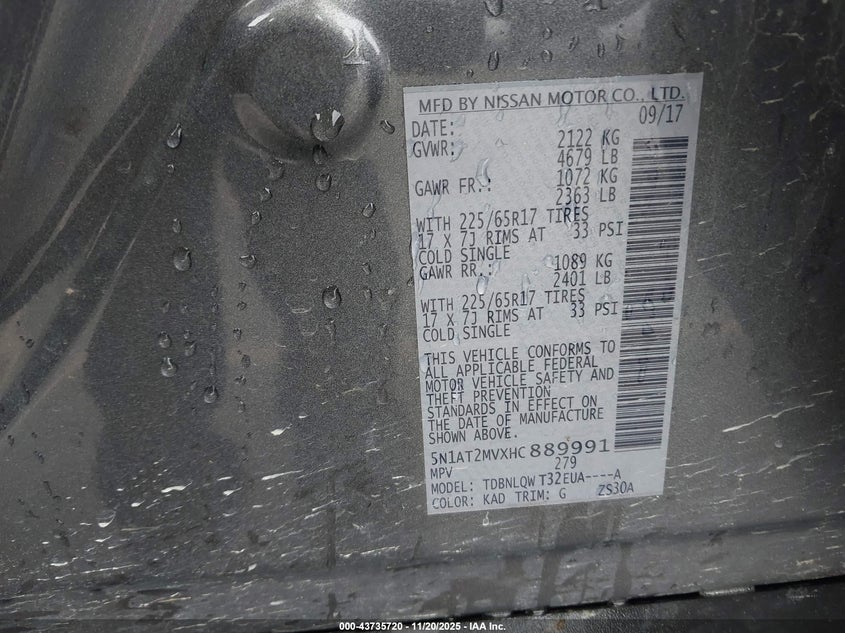 MFD BY NISSAN MOTOR CO., LTD.
DATE: 09/17
GVWR: 2122 KG
4679 LB
GAWR FR.: 1072 KG
2363 LB
WITH 225/65R17 TIRES
17 X 7J RIMS AT 33 PSI
COLD SINGLE
GAWR RR.: 1089 KG
2401 LB
WITH 225/65R17 TIRES
17 X 7J RIMS AT 33 PSI
COLD SINGLE
THIS VEHICLE CONFORMS TO
ALL APPLICABLE FEDERAL
MOTOR VEHICLE SAFETY AND
THEFT PREVENTION
STANDARDS IN EFFECT ON
THE DATE OF MANUFACTURE
SHOWN ABOVE.
5N1AT2MVXHC889991
MPV 279
MODEL: TDBNLQWT32EUA----A
COLOR: KAD TRIM: G ZS30A
000-43735720 - 11/20/2025 - IAA Inc.